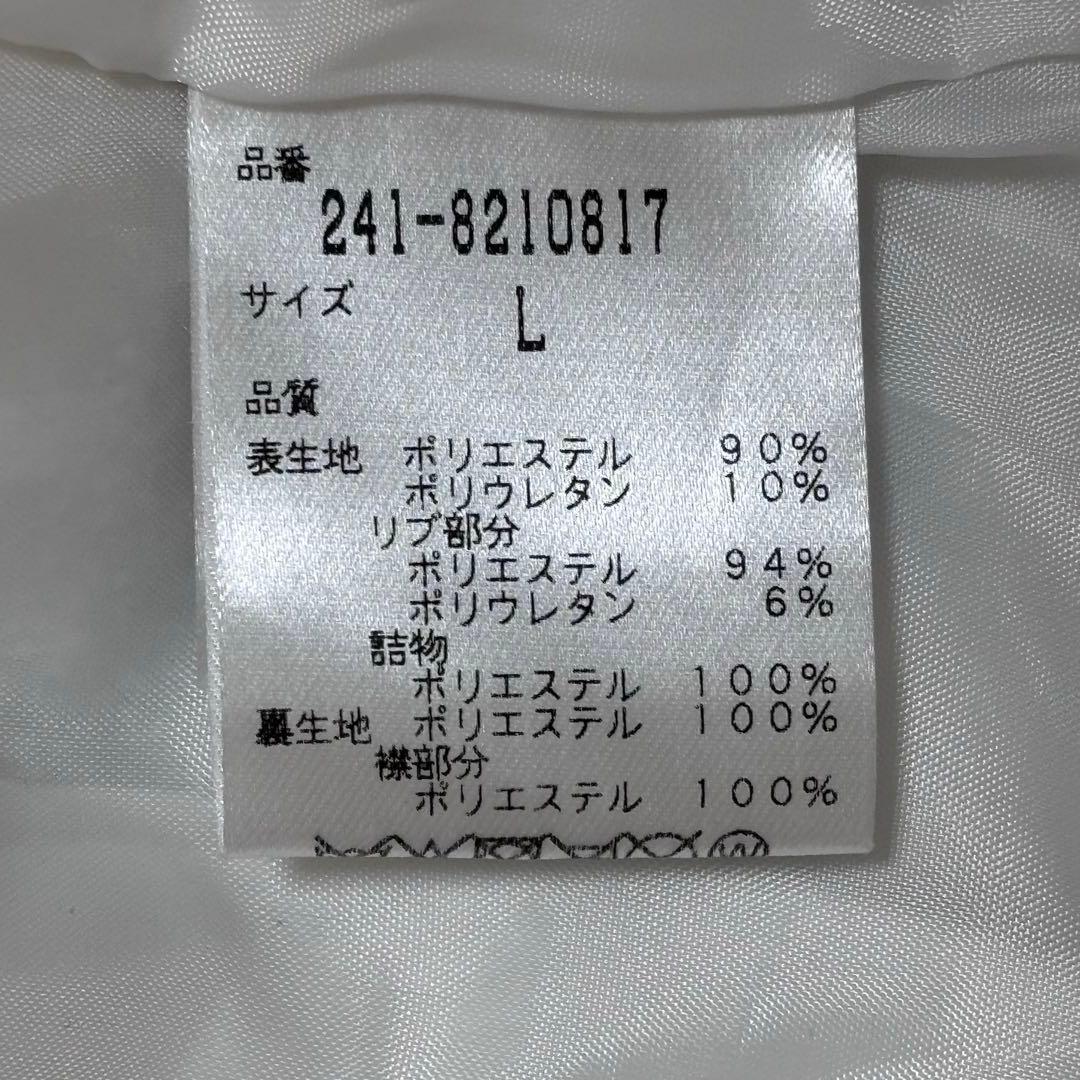 品番
241-8210817
サイズ L
品質
表生地 ポリエステル 90%
ポリウレタン 10%
リブ部分
ポリエステル 94%
ポリウレタン 6%
詰物
ポリエステル 100%
裏生地 ポリエステル 100%
襟部分
ポリエステル 100%